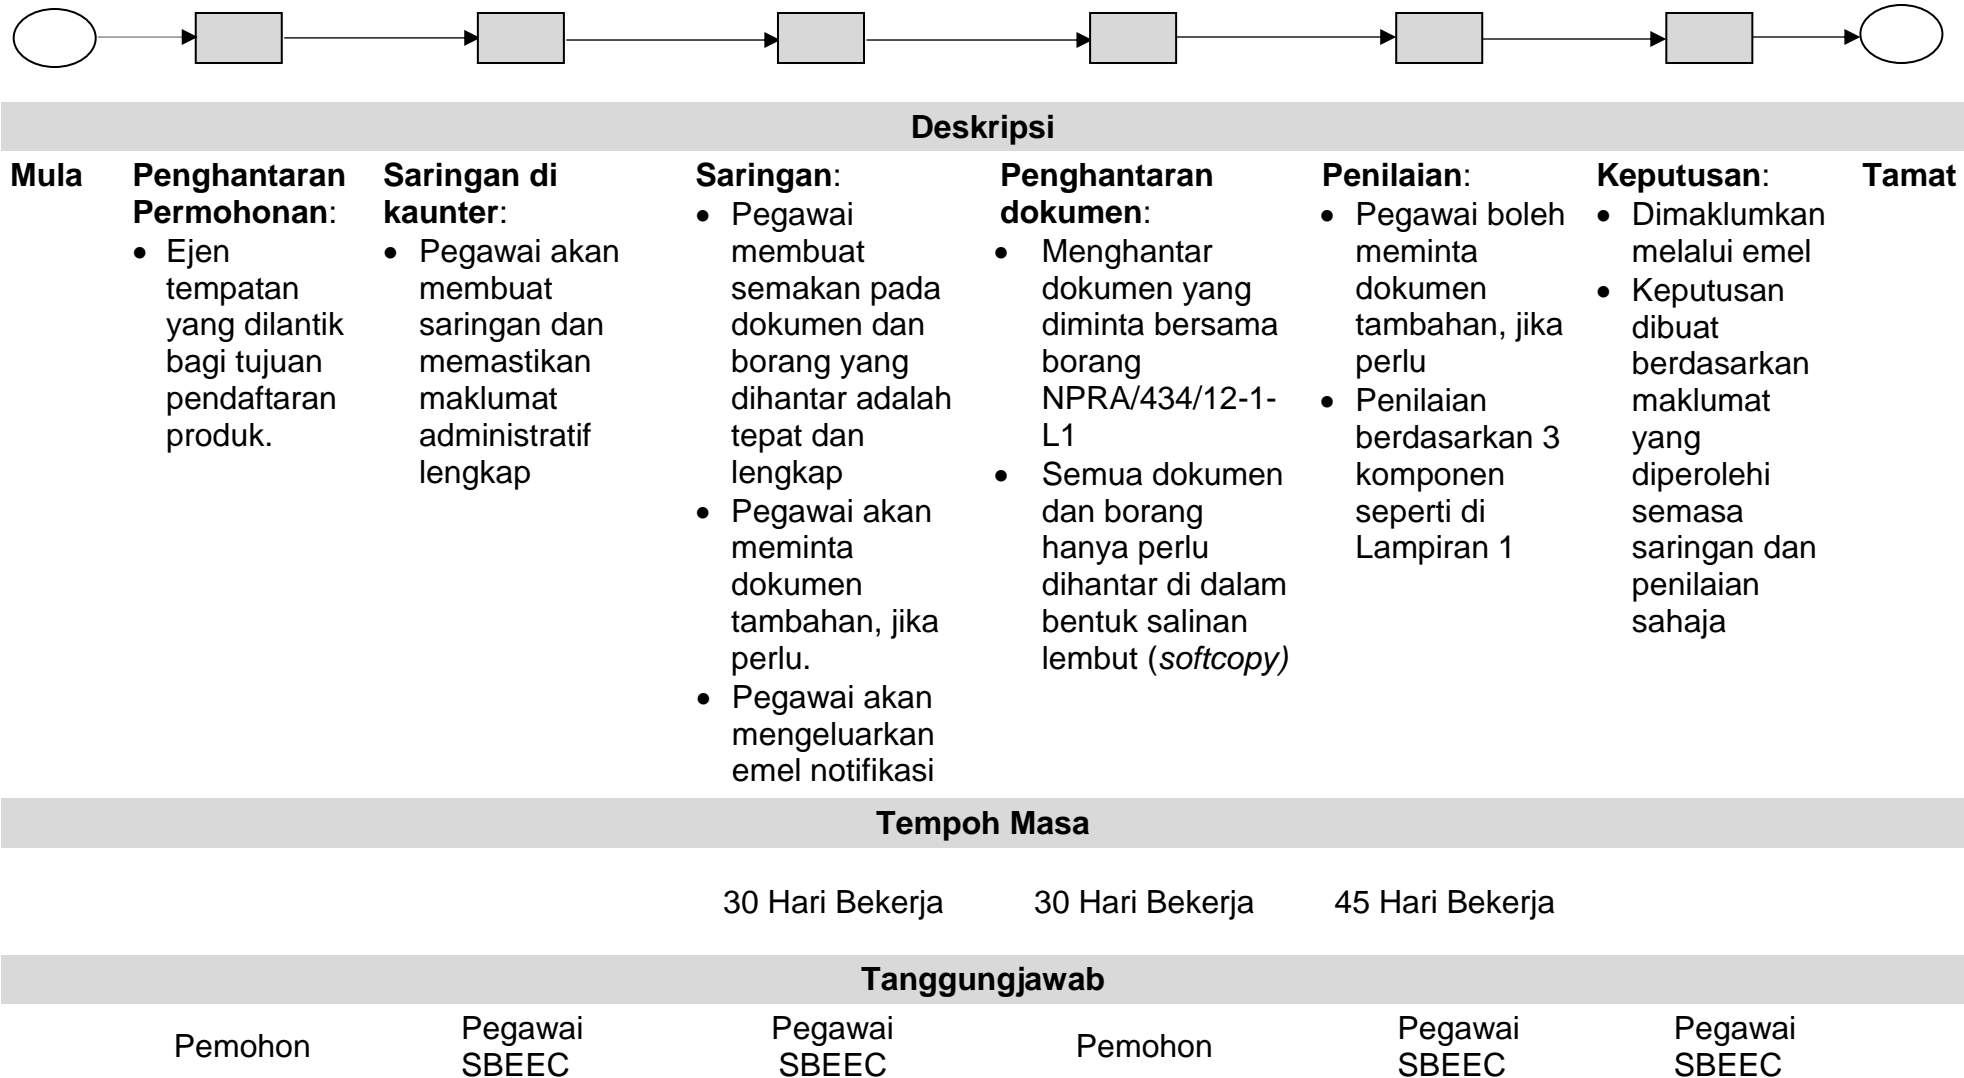 Deskripsi
Mula
Penghantaran
Permohonan:
• Ejen
tempatan
yang dilantik
bagi tujuan
pendaftaran
produk.
Saringan di
kaunter:
• Pegawai akan
membuat
saringan dan
memastikan
maklumat
administratif
lengkap
Saringan:
• Pegawai
membuat
semakan pada
dokumen dan
borang yang
dihantar adalah
tepat dan
lengkap
• Pegawai akan
meminta
dokumen
tambahan, jika
perlu.
• Pegawai akan
mengeluarkan
emel notifikasi
Penghantaran
dokumen:
• Menghantar
dokumen yang
diminta bersama
borang
NPRA/434/12-1-
L1
• Semua dokumen
dan borang
hanya perlu
dihantar di dalam
bentuk salinan
lembut (softcopy)
Penilaian:
• Pegawai boleh
meminta
dokumen
tambahan, jika
perlu
• Penilaian
berdasarkan 3
komponen
seperti di
Lampiran 1
Keputusan:
• Dimaklumkan
melalui emel
• Keputusan
dibuat
berdasarkan
maklumat
yang
diperolehi
semasa
saringan dan
penilaian
sahaja
Tamat
Tempoh Masa
30 Hari Bekerja
30 Hari Bekerja
45 Hari Bekerja
Tanggungjawab
Pemohon
Pegawai
SBEEC
Pegawai
SBEEC
Pemohon
Pegawai
SBEEC
Pegawai
SBEEC